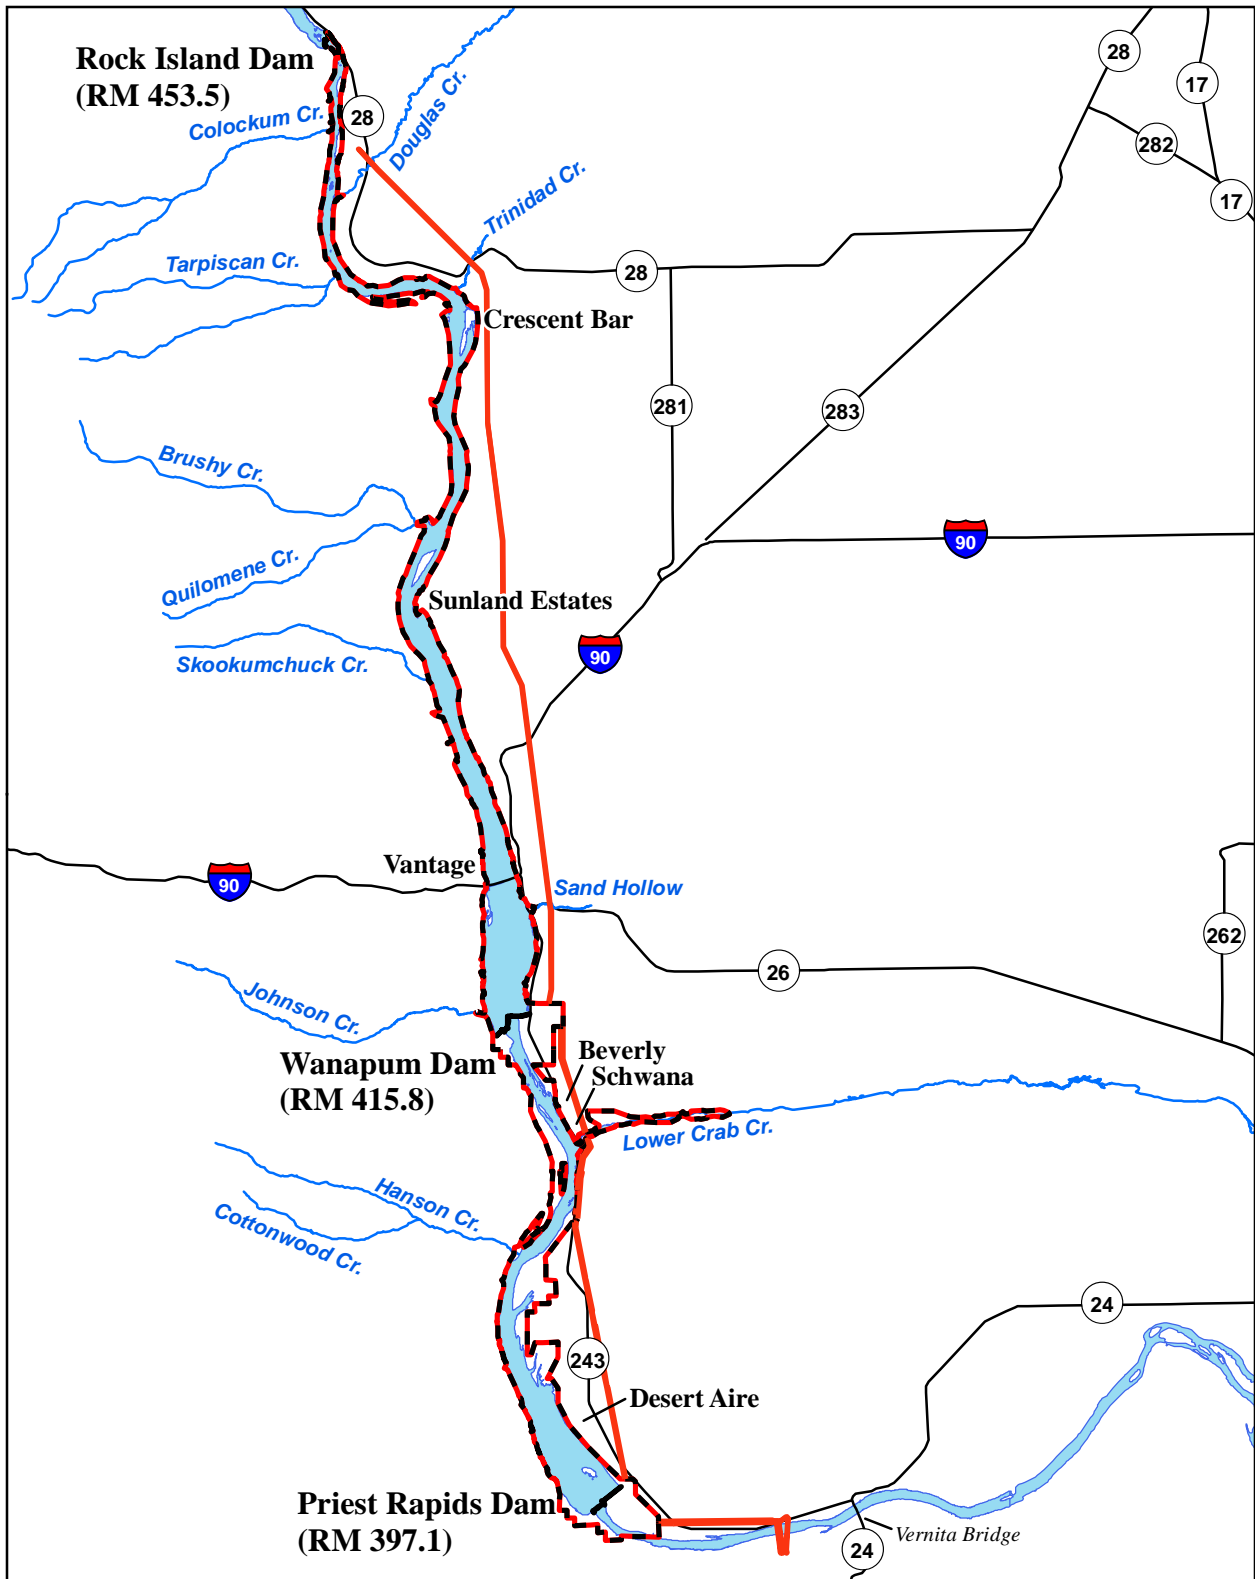 Rock Island Dam
(RM 453.5)
28
17
28
282
17
Colockum Cr.
Douglas Cr.
Trinidad Cr.
Tarpiscan Cr.
28
Crescent Bar
281
283
Brushy Cr.
90
Quilomene Cr.
Sunland Estates
Skookumchuck Cr.
90
Vantage
90
Sand Hollow
262
26
Johnson Cr.
Wanapum Dam
(RM 415.8)
Beverly
Schwana
Lower Crab Cr.
Hanson Cr.
Cottonwood Cr.
24
243
Desert Aire
Priest Rapids Dam
(RM 397.1)
Vernita Bridge
24